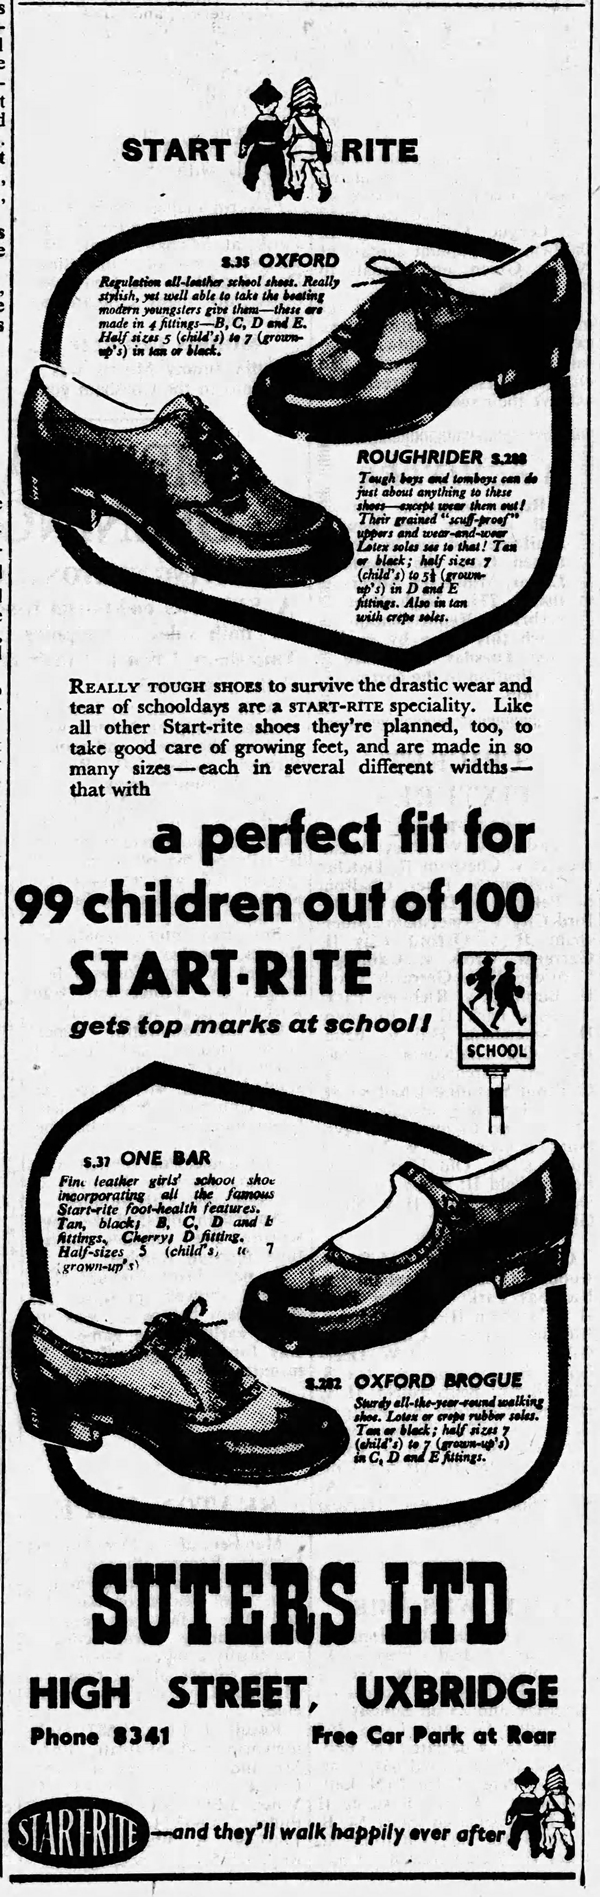 START RITE
S.35 OXFORD
Regulation all-leather school shoes. Really
stylish, yet well able to take the beating
modern youngsters give them—these are
made in 4 fittings—B, C, D and E.
Half sizes 5 (child's) to 7 (grown-
up's) in tan or black.
ROUGHRIDER S.288
Tough boys and tomboys can do
just about anything to these
shoes—except wear them out!
Their grained "scuff-proof"
uppers and wear-and-wear
Lotex soles see to that! Tan
or black; half sizes 7
(child's) to 5½ (grown-
up's) in D and E
fittings. Also in tan
with crepe soles.
REALLY TOUGH SHOES to survive the drastic wear and
tear of schooldays are a START-RITE speciality. Like
all other Start-rite shoes they're planned, too, to
take good care of growing feet, and are made in so
many sizes—each in several different widths—
that with
a perfect fit for
99 children out of 100
START-RITE
gets top marks at school!
SCHOOL
S.37 ONE BAR
Fine leather girls' school shoe
incorporating all the famous
Start-rite foot-health features.
Tan, black; B, C, D and E
fittings, Cherry; D fitting.
Half-sizes 5 (child's) to 7
(grown-up's)
S.282 OXFORD BROGUE
Sturdy all-the-year-round walking
shoe. Lotex or crepe rubber soles.
Tan or black; half sizes 7
(child's) to 7 (grown-up's)
in C, D and E fittings.
SUTERS LTD
HIGH STREET, UXBRIDGE
Phone 8341 Free Car Park at Rear
START-RITE —and they'll walk happily ever after